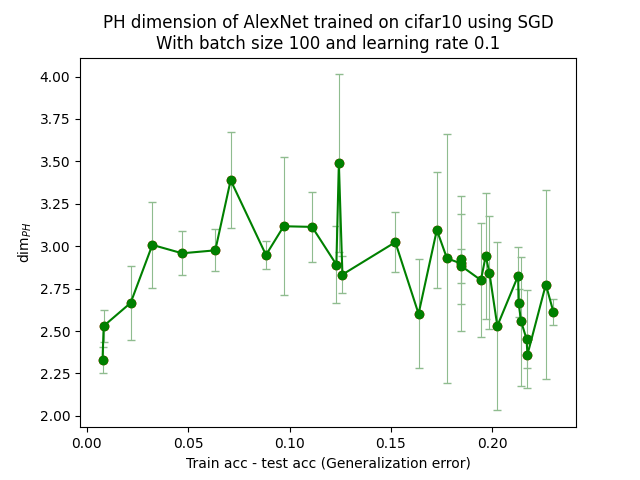 PH dimension of AlexNet trained on cifar10 using SGD
With batch size 100 and learning rate 0.1
4.00
3.75
3.50
3.25
3.00
2.75
2.50
2.25
2.00
dim_PH
0.00 0.05 0.10 0.15 0.20
Train acc - test acc (Generalization error)